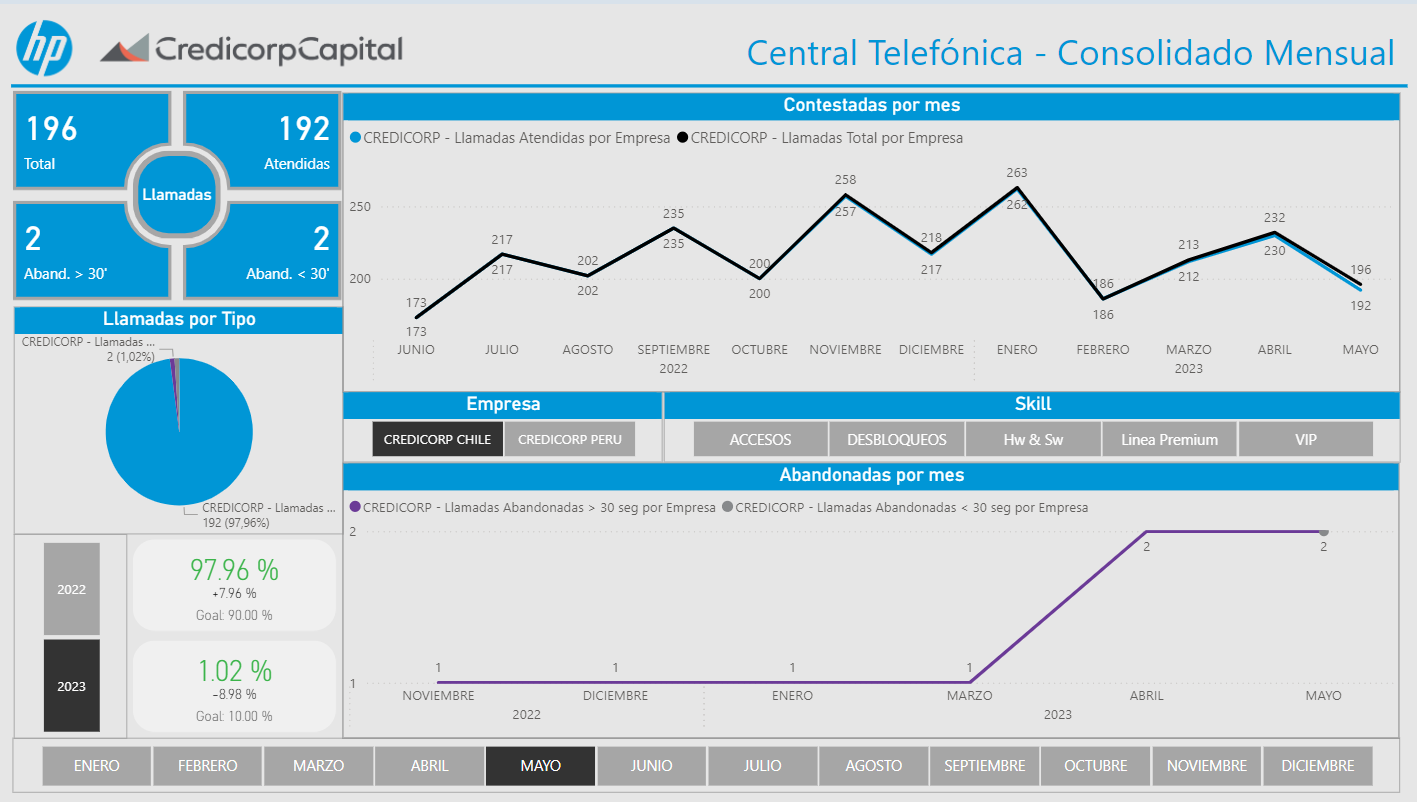 hp
CredicorpCapital
Central Telefónica - Consolidado Mensual
196
Total
192
Atendidas
Llamadas
2
Aband. > 30'
2
Aband. < 30'
Llamadas por Tipo
CREDICORP - Llamadas ...
2 (1,02%)
CREDICORP - Llamadas ...
192 (97,96%)
2022
2023
97.96 %
+7.96 %
Goal: 90.00 %
1.02 %
-8.98 %
Goal: 10.00 %
Contestadas por mes
CREDICORP - Llamadas Atendidas por Empresa CREDICORP - Llamadas Total por Empresa
250
200
173
217
202
235
200
258
218
263
186
213
232
196
173
217
202
235
200
257
217
262
186
212
230
192
JUNIO JULIO AGOSTO SEPTIEMBRE OCTUBRE NOVIEMBRE DICIEMBRE ENERO FEBRERO MARZO ABRIL MAYO
2022 2023
Empresa
CREDICORP CHILE CREDICORP PERU
Skill
ACCESOS DESBLOQUEOS Hw & Sw Linea Premium VIP
Abandonadas por mes
CREDICORP - Llamadas Abandonadas > 30 seg por Empresa CREDICORP - Llamadas Abandonadas < 30 seg por Empresa
2
2 2
1 1 1 1
1
NOVIEMBRE DICIEMBRE ENERO MARZO ABRIL MAYO
2022 2023
ENERO FEBRERO MARZO ABRIL MAYO JUNIO JULIO AGOSTO SEPTIEMBRE OCTUBRE NOVIEMBRE DICIEMBRE